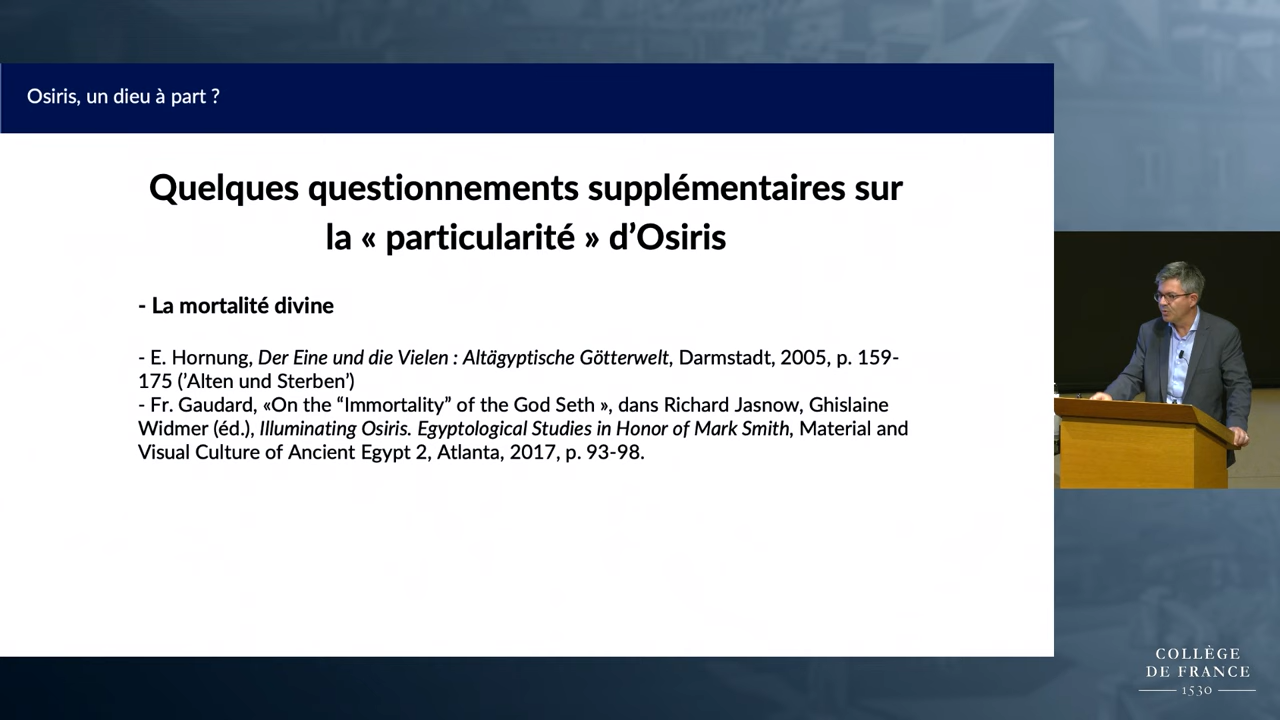 Osiris, un dieu à part ?
Quelques questionnements supplémentaires sur
la « particularité » d’Osiris
- La mortalité divine
- E. Hornung, Der Eine und die Vielen : Altägyptische Götterwelt, Darmstadt, 2005, p. 159-
175 (’Alten und Sterben’)
- Fr. Gaudard, «On the “Immortality” of the God Seth », dans Richard Jasnow, Ghislaine
Widmer (éd.), Illuminating Osiris. Egyptological Studies in Honor of Mark Smith, Material and
Visual Culture of Ancient Egypt 2, Atlanta, 2017, p. 93-98.
COLLÈGE
DE FRANCE
1530